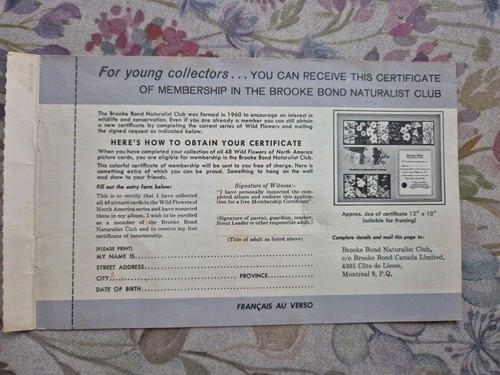 For young collectors . . . YOU CAN RECEIVE THIS CERTIFICATE
OF MEMBERSHIP IN THE BROOKE BOND NATURALIST CLUB
The Brooke Bond Naturalist Club was formed in 1960 to encourage an interest in
wildlife and conservation. Even if you are already a member you can still obtain
a new certificate by completing the current series of Wild Flowers and mailing
the signed request as indicated below.
HERE'S HOW TO OBTAIN YOUR CERTIFICATE
When you have completed your collection of all 48 Wild Flowers of North America
picture cards, you are eligible for membership in the Brooke Bond Naturalist Club.
This colorful certificate of membership will be sent to you free of charge. Here is
something extra of which you can be proud. Something to hang on the wall
and show to your friends.
Fill out the entry form below:
This is to certify that I have collected
all 48 picture cards in the Wild Flowers of
North America series and have mounted
them in my album. I wish to be enrolled
as a member of the Brooke Bond
Naturalist Club and to receive my free
certificate of membership.
Signature of Witness:
"I have personally inspected the com-
pleted album and endorse this applica-
tion for a free Membership Certificate".
(Signature of parent, guardian, teacher,
Scout Leader or other responsible adult)
(Title of adult as listed above)
(PLEASE PRINT)
MY NAME IS
STREET ADDRESS
CITY PROVINCE
DATE OF BIRTH
Approx. size of certificate 12" x 10"
(suitable for framing)
Complete details and mail this page to:
Brooke Bond Naturalist Club,
c/o Brooke Bond Canada Limited,
4305 Côte de Liesse,
Montreal 9, P.Q.
FRANÇAIS AU VERSO